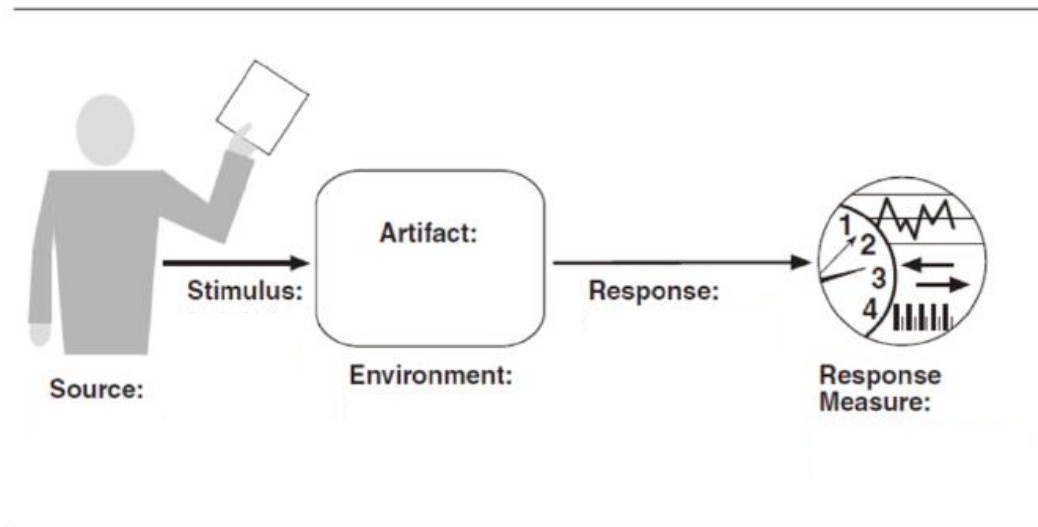 Artifact:
Stimulus:
Response:
Source:
Environment:
Response
Measure:
1
2
3
4